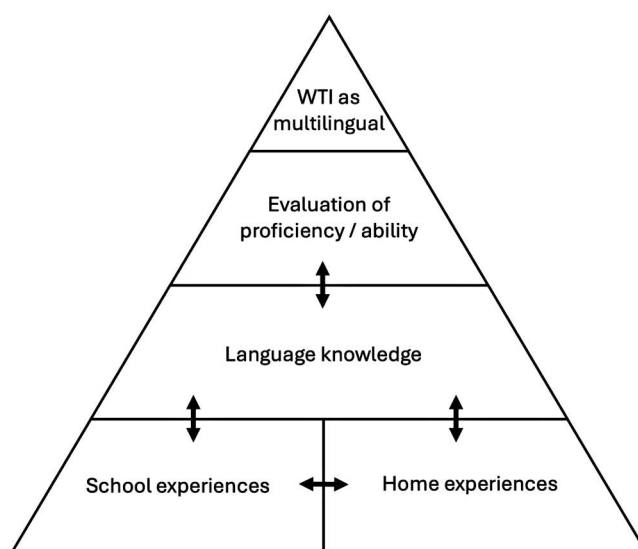 WTI as
multilingual
Evaluation of
proficiency / ability
Language knowledge
School experiences
Home experiences